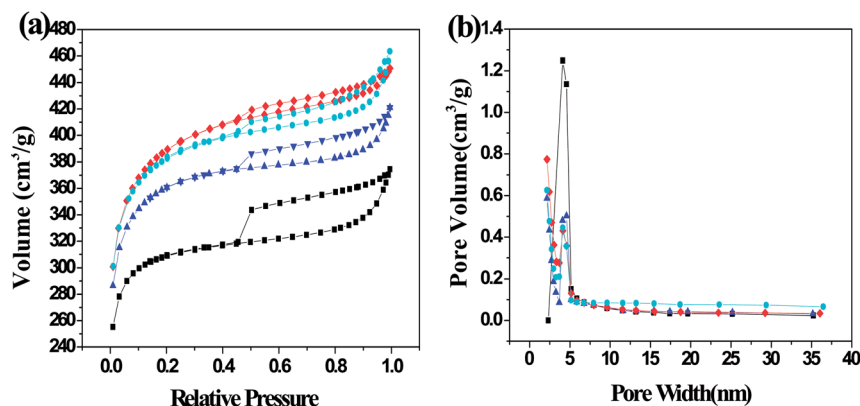 (a)
480
460
440
420
400
380
360
340
320
300
280
260
240
Volume (cm³/g)
0.0 0.2 0.4 0.6 0.8 1.0
Relative Pressure
(b)
1.4
1.2
1.0
0.8
0.6
0.4
0.2
0.0
Pore Volume(cm³/g)
0 5 10 15 20 25 30 35 40
Pore Width(nm)